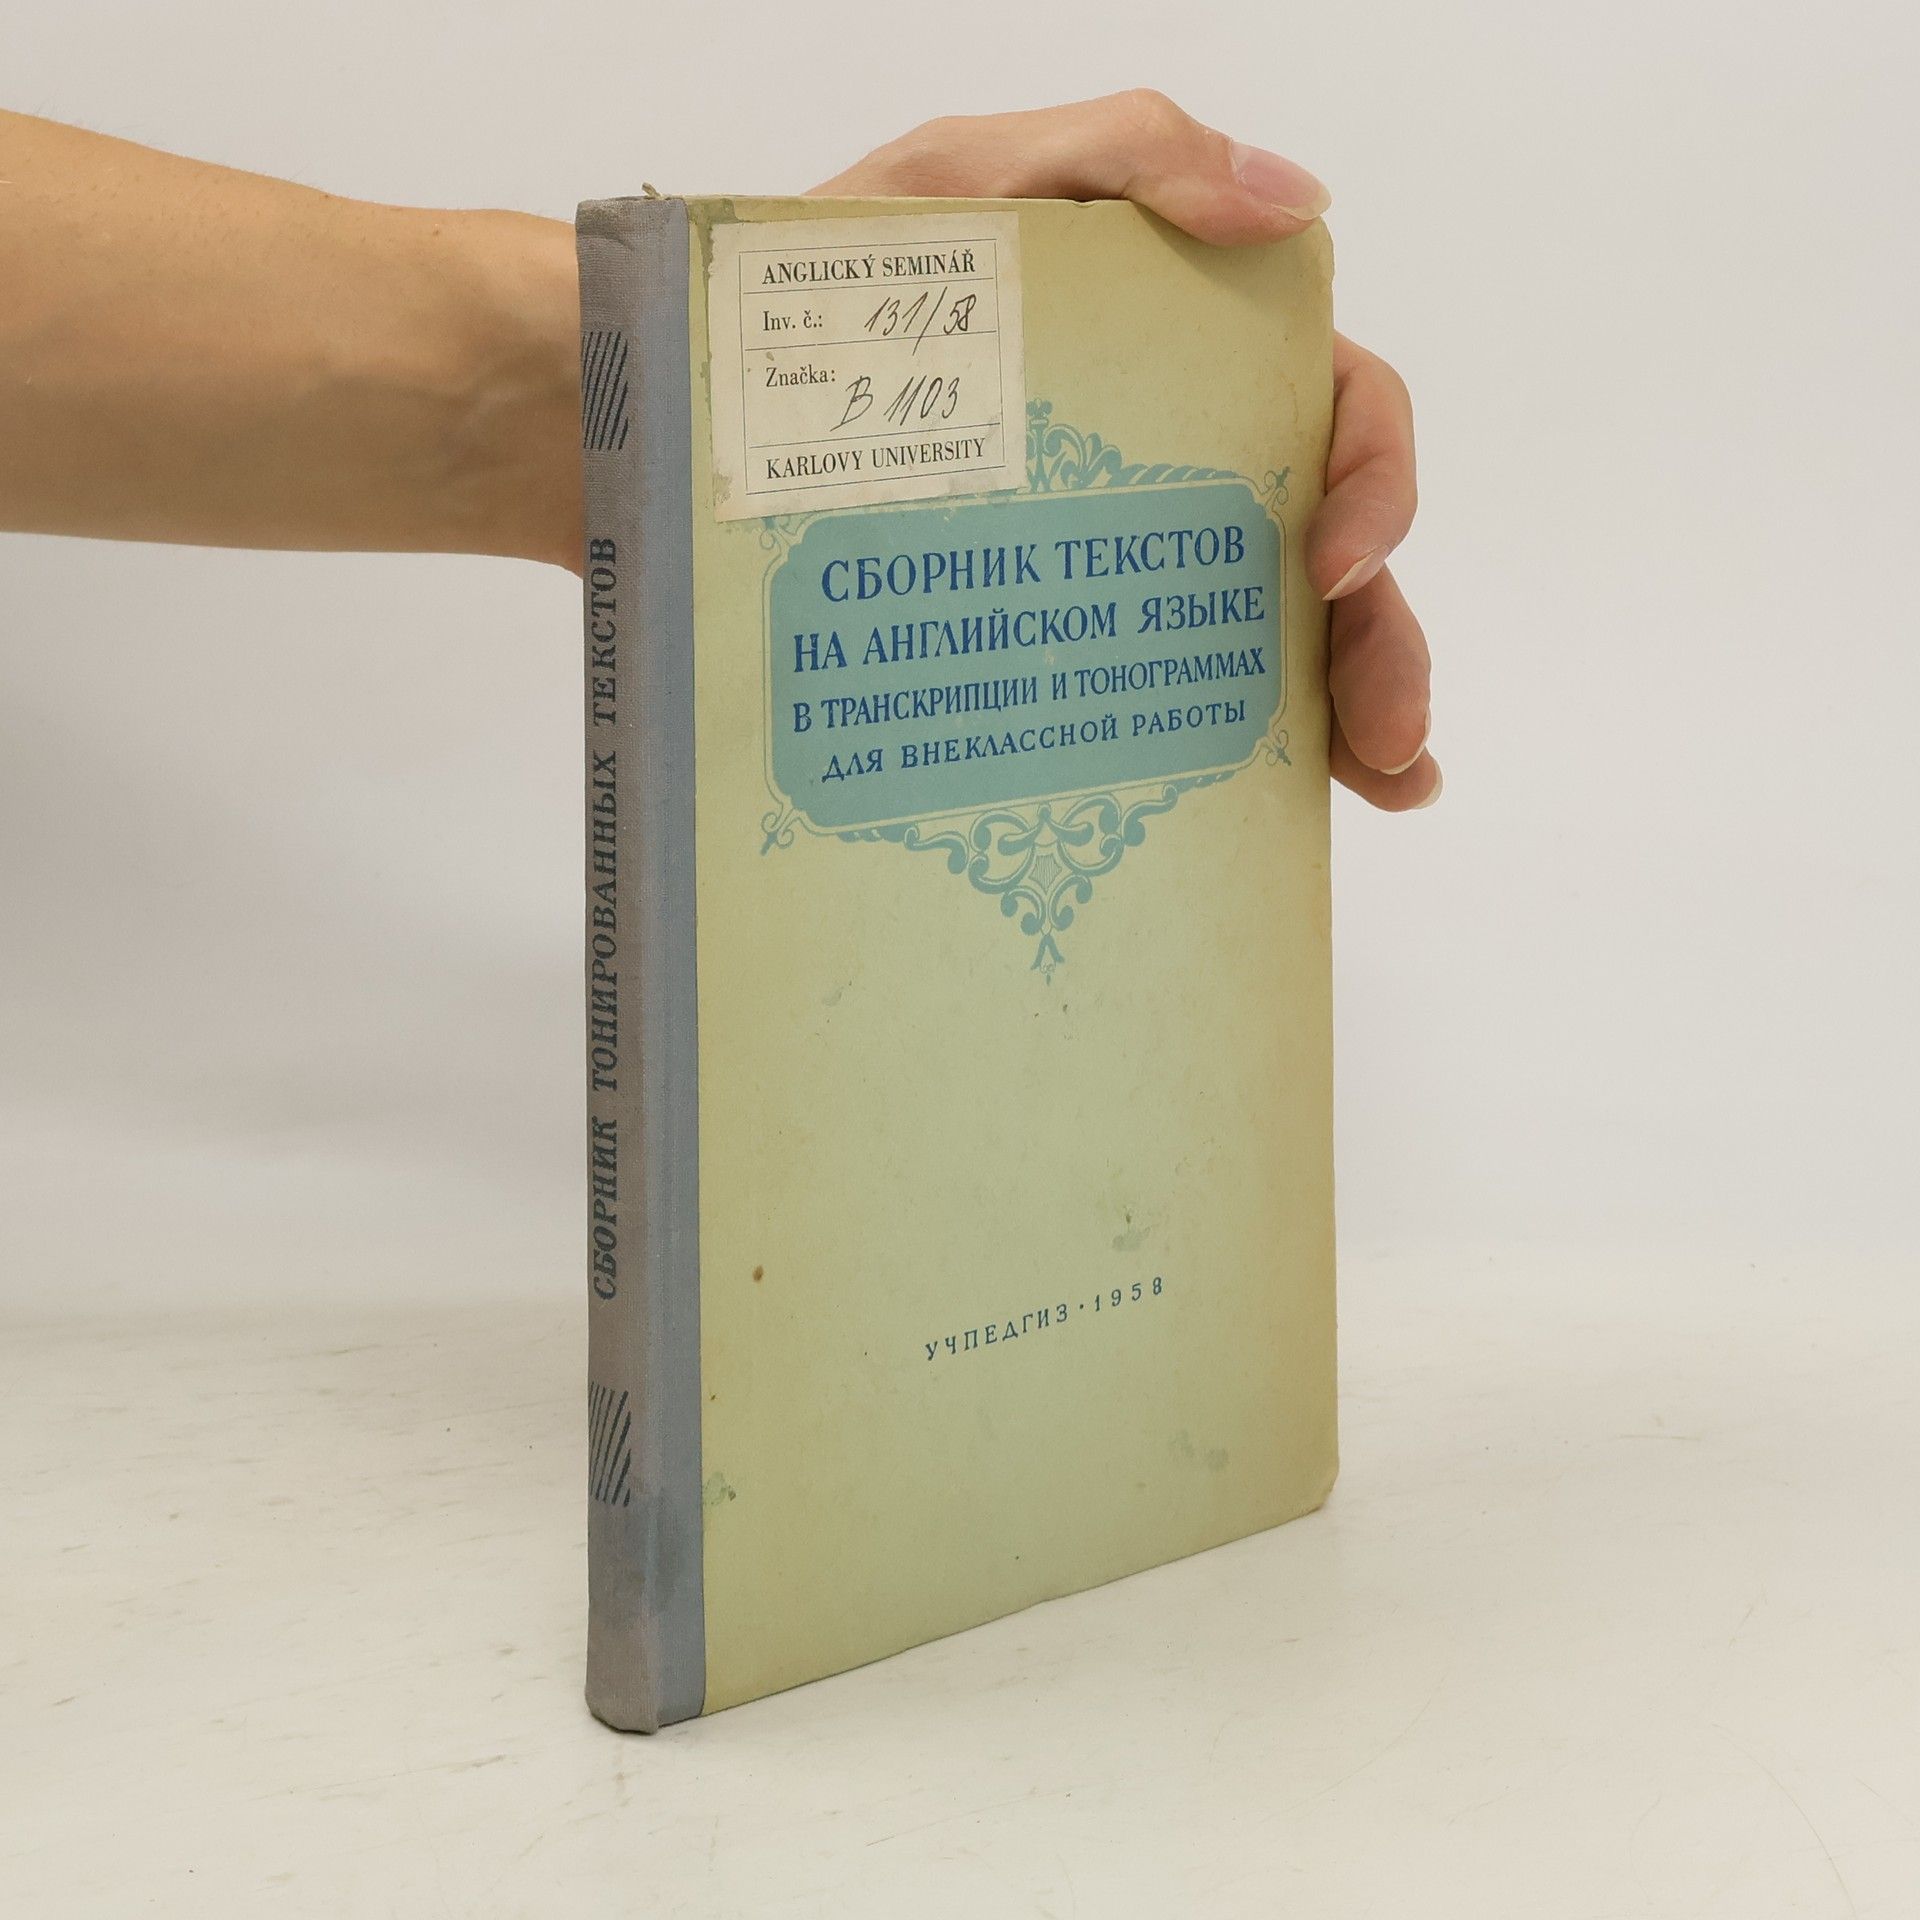 ANGLICKÝ SEMINÁŘ
Inv. č.: 131/58
Značka: B 1103
KARLOVY UNIVERSITY
СБОРНИК ТЕКСТОВ
НА АНГЛИЙСКОМ ЯЗЫКЕ
В ТРАНСКРИПЦИИ И ТОНОГРАММАХ
ДЛЯ ВНЕКЛАССНОЙ РАБОТЫ
УЧПЕДГИЗ · 1958
СБОРНИК ТОНИРОВАННЫХ ТЕКСТОВ